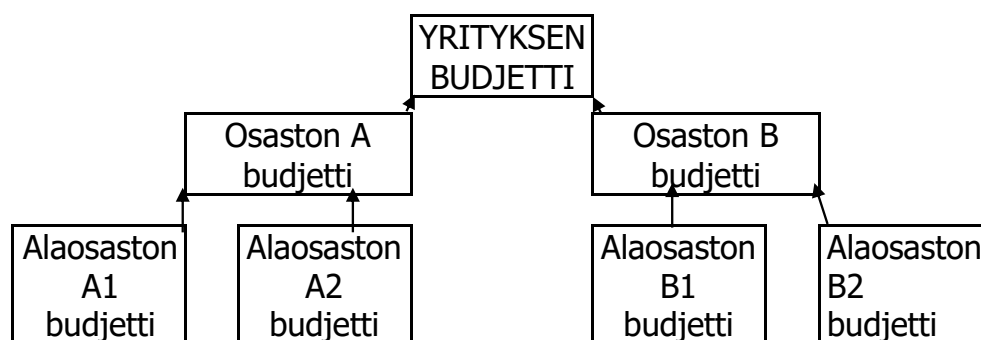 YRITYKSEN
BUDJETTI
Osaston A
budjetti
Osaston B
budjetti
Alaosaston
A1
budjetti
Alaosaston
A2
budjetti
Alaosaston
B1
budjetti
Alaosaston
B2
budjetti